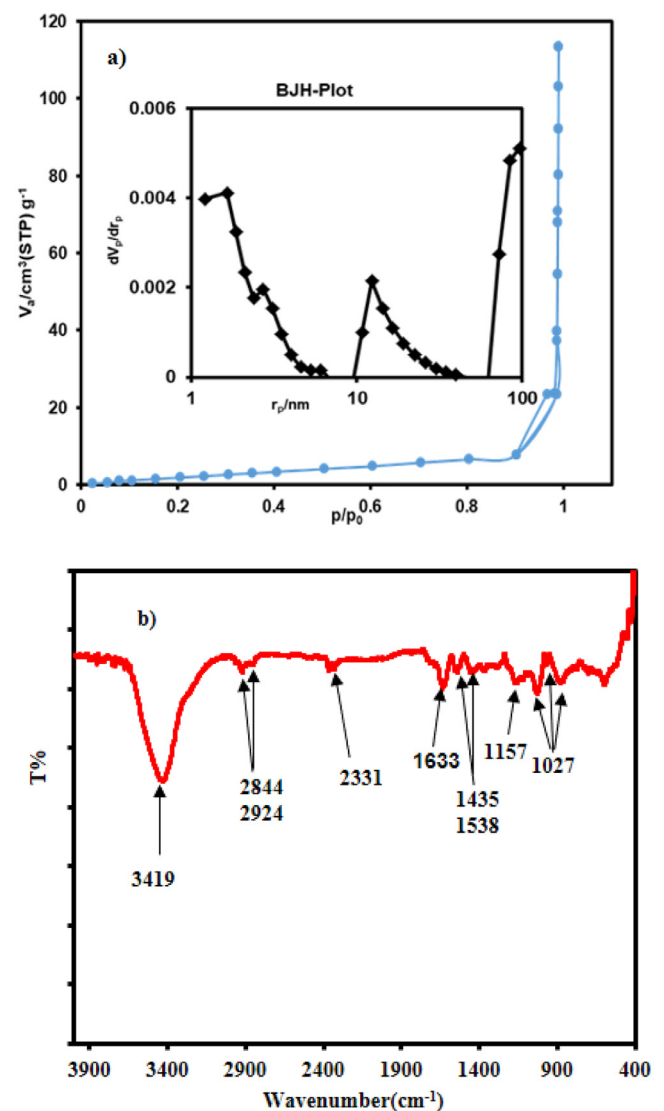 a)
BJH-Plot
Vₐ/cm³(STP) g⁻¹
120
100
80
60
40
20
0
dVₚ/drₚ
0.006
0.004
0.002
0
1 10 100
rₚ/nm
0 0.2 0.4 0.6 0.8 1
p/p₀
b)
T%
3419
2844
2924
2331
1633
1435
1538
1157
1027
3900 3400 2900 2400 1900 1400 900 400
Wavenumber(cm⁻¹)